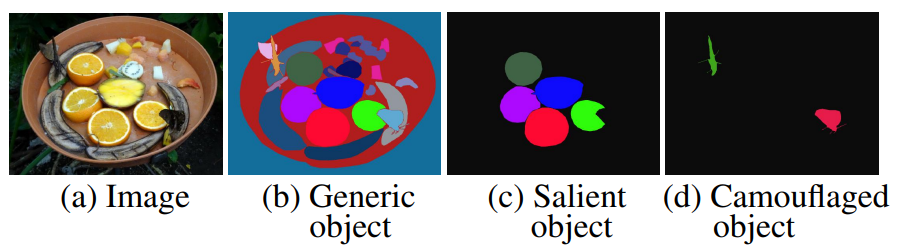 (a) Image
(b) Generic
object
(c) Salient
object
(d) Camouflaged
object